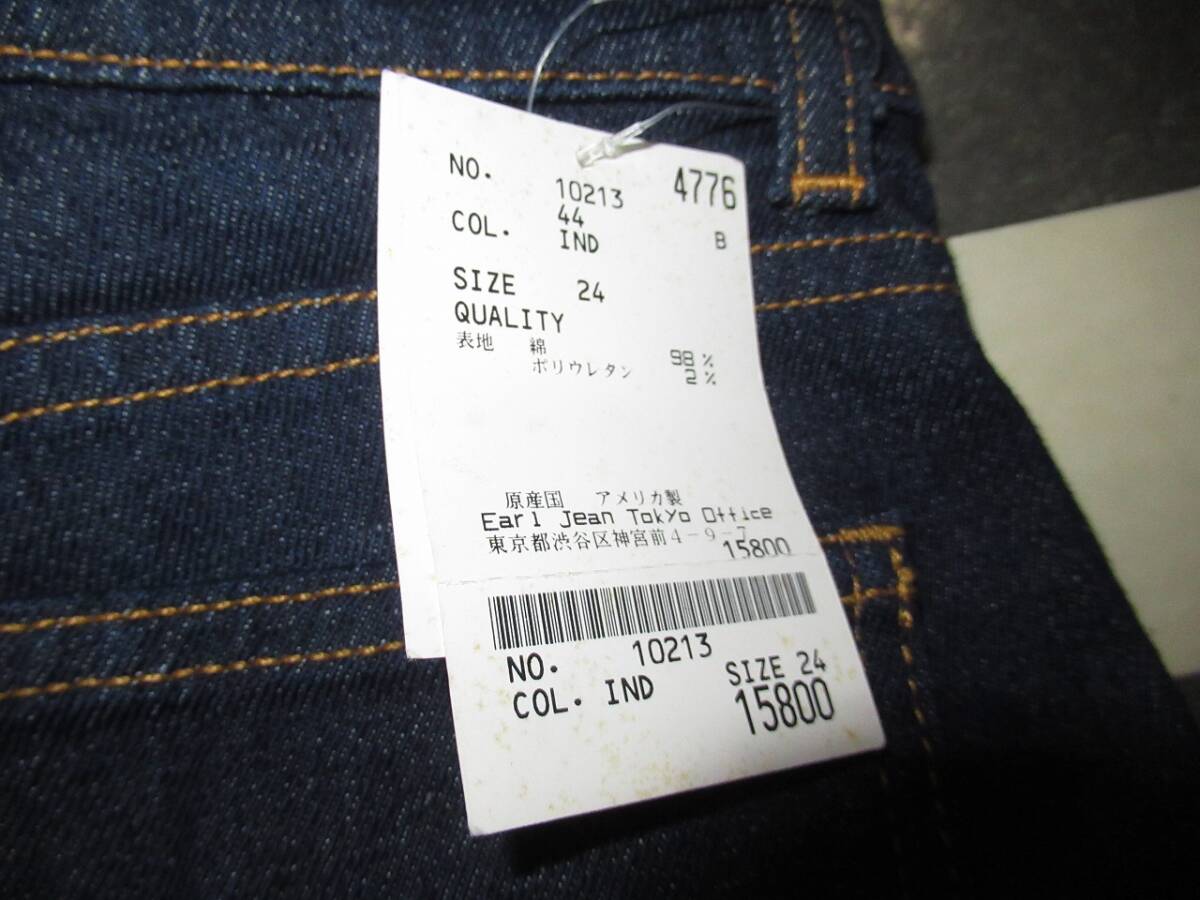 NO. 10213 4776
44
COL. IND B
SIZE 24
QUALITY
表地 綿 98%
ポリウレタン 2%
原産国 アメリカ製
Earl Jean Tokyo Office
東京都渋谷区神宮前4-9-7
15800
NO. 10213
COL. IND SIZE 24
15800